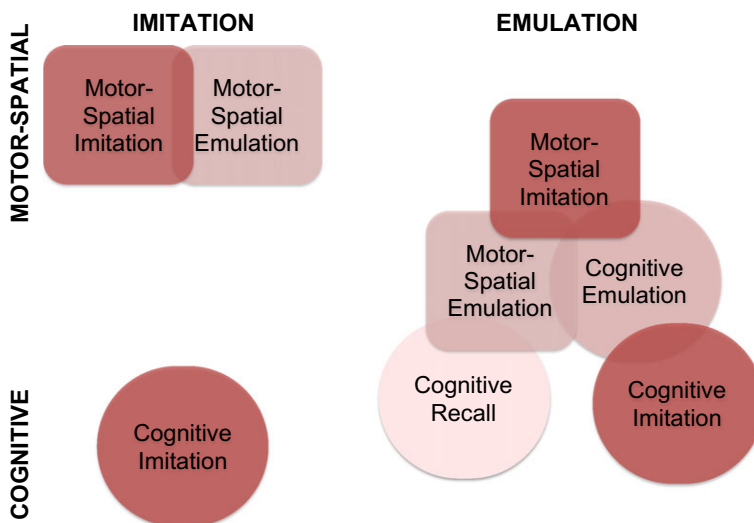 IMITATION
EMULATION
MOTOR-SPATIAL
Motor-
Spatial
Imitation
Motor-
Spatial
Emulation
Motor-
Spatial
Imitation
Motor-
Spatial
Emulation
Cognitive
Emulation
Cognitive
Recall
Cognitive
Imitation
COGNITIVE
Cognitive
Imitation